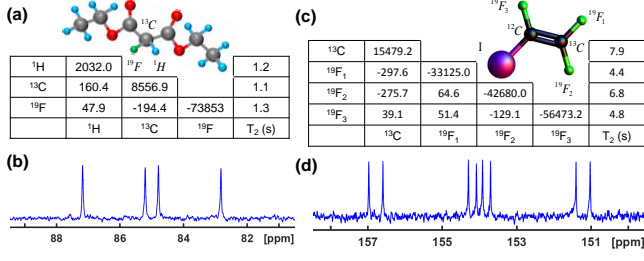 (a)
¹³C
¹⁹F ¹H
¹H 2032.0 1.2
¹³C 160.4 8556.9 1.1
¹⁹F 47.9 -194.4 -73853 1.3
¹H ¹³C ¹⁹F T₂ (s)
(b)
88 86 84 82 [ppm]
(c)
¹⁹F₃
¹²C
¹⁹F₁
I
¹³C
¹⁹F₂
¹³C 15479.2 7.9
¹⁹F₁ -297.6 -33125.0 4.4
¹⁹F₂ -275.7 64.6 -42680.0 6.8
¹⁹F₃ 39.1 51.4 -129.1 -56473.2 4.8
¹³C ¹⁹F₁ ¹⁹F₂ ¹⁹F₃ T₂ (s)
(d)
157 155 153 151 [ppm]